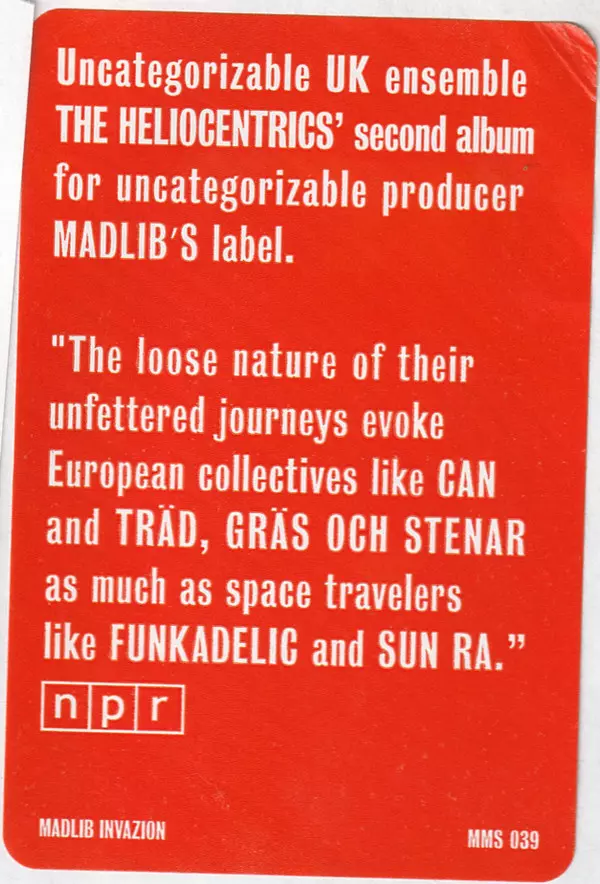 Uncategorizable UK ensemble
THE HELIOCENTRICS' second album
for uncategorizable producer
MADLIB'S label.
"The loose nature of their
unfettered journeys evoke
European collectives like CAN
and TRÄD, GRÄS OCH STENAR
as much as space travelers
like FUNKADELIC and SUN RA.”
npr
MADLIB INVAZION
MMS 039